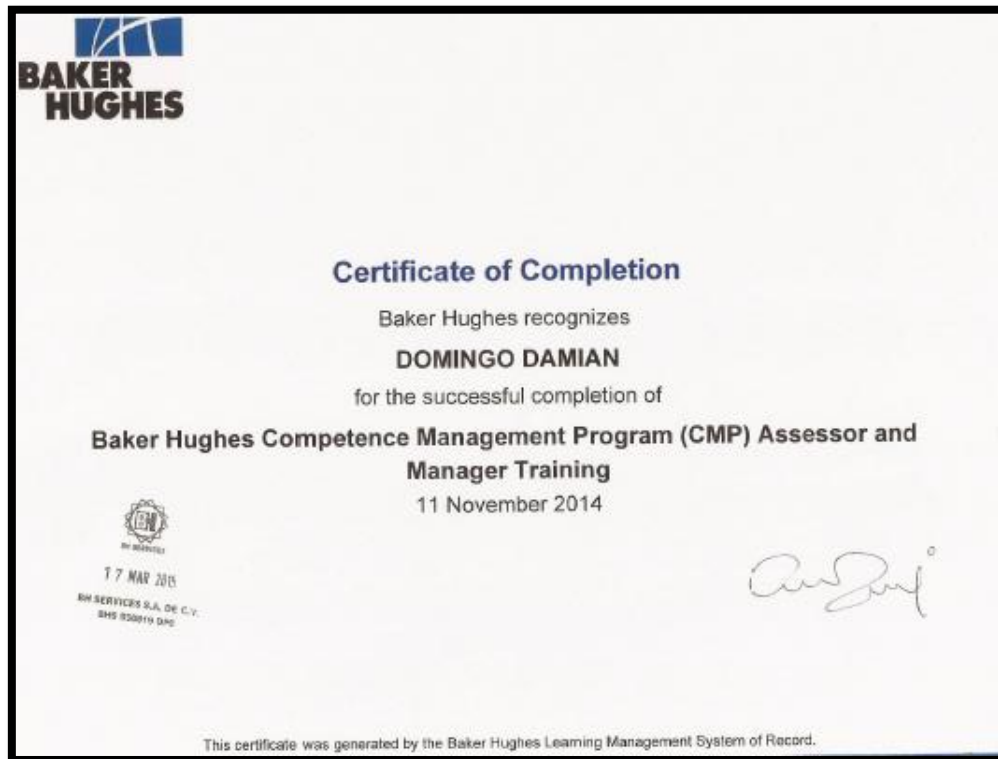 BAKER
HUGHES
Certificate of Completion
Baker Hughes recognizes
DOMINGO DAMIAN
for the successful completion of
Baker Hughes Competence Management Program (CMP) Assessor and
Manager Training
11 November 2014
BHI
17 MAR 2015
BH SERVICES S.A. DE C.V.
This certificate was generated by the Baker Hughes Learning Management System of Record.